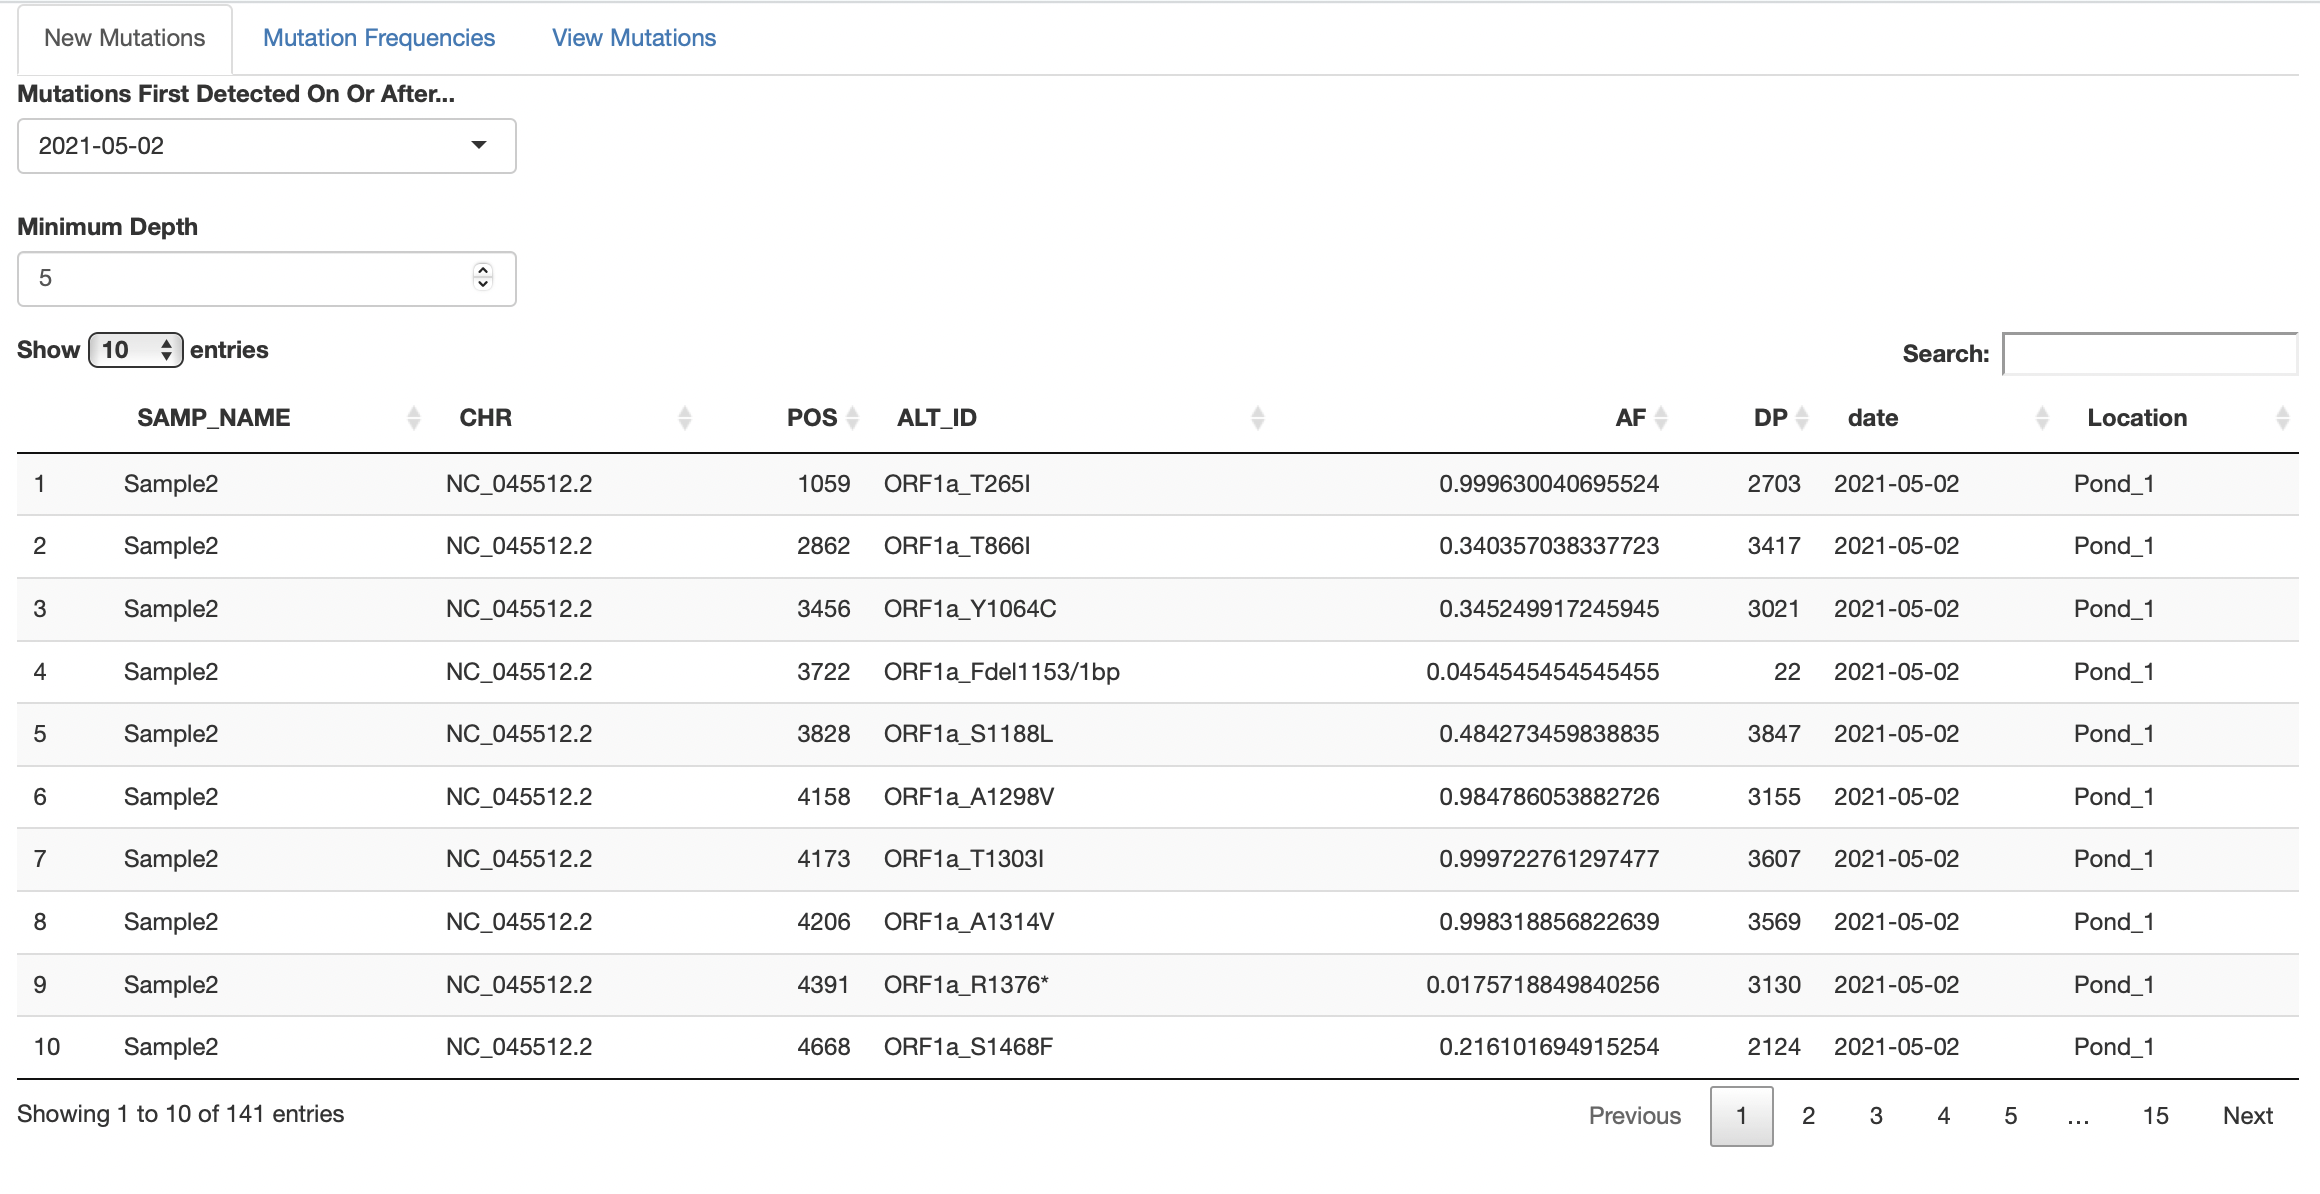 New Mutations Mutation Frequencies View Mutations
Mutations First Detected On Or After...
2021-05-02
Minimum Depth
5
Show 10 entries Search:
SAMP_NAME CHR POS ALT_ID AF DP date Location
1 Sample2 NC_045512.2 1059 ORF1a_T265I 0.999630040695524 2703 2021-05-02 Pond_1
2 Sample2 NC_045512.2 2862 ORF1a_T866I 0.340357038337723 3417 2021-05-02 Pond_1
3 Sample2 NC_045512.2 3456 ORF1a_Y1064C 0.345249917245945 3021 2021-05-02 Pond_1
4 Sample2 NC_045512.2 3722 ORF1a_Fdel1153/1bp 0.0454545454545455 22 2021-05-02 Pond_1
5 Sample2 NC_045512.2 3828 ORF1a_S1188L 0.484273459838835 3847 2021-05-02 Pond_1
6 Sample2 NC_045512.2 4158 ORF1a_A1298V 0.984786053882726 3155 2021-05-02 Pond_1
7 Sample2 NC_045512.2 4173 ORF1a_T1303I 0.999722761297477 3607 2021-05-02 Pond_1
8 Sample2 NC_045512.2 4206 ORF1a_A1314V 0.998318856822639 3569 2021-05-02 Pond_1
9 Sample2 NC_045512.2 4391 ORF1a_R1376* 0.0175718849840256 3130 2021-05-02 Pond_1
10 Sample2 NC_045512.2 4668 ORF1a_S1468F 0.216101694915254 2124 2021-05-02 Pond_1
Showing 1 to 10 of 141 entries Previous 1 2 3 4 5 ... 15 Next